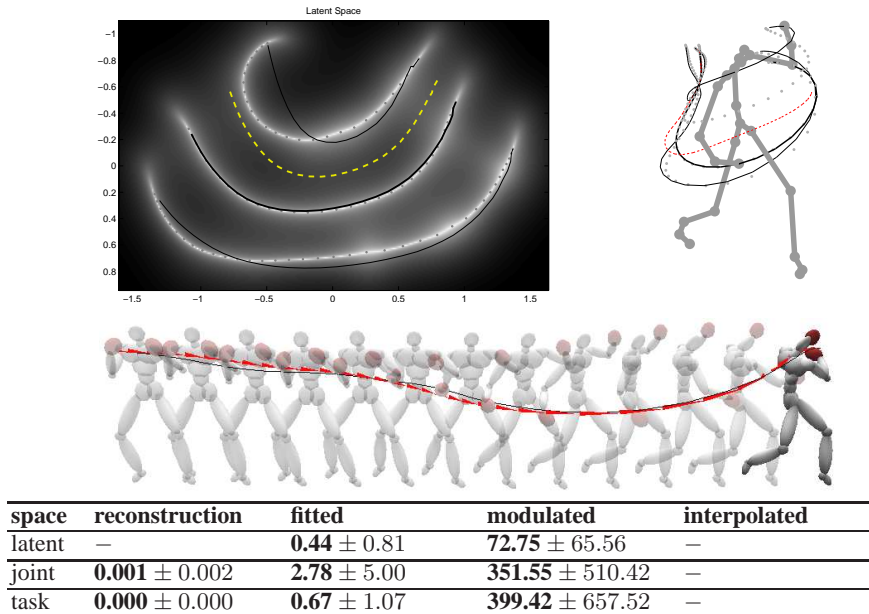 Latent Space
−1
−0.8
−0.6
−0.4
−0.2
0
0.2
0.4
0.6
0.8
−1.5 −1 −0.5 0 0.5 1 1.5
space reconstruction fitted modulated interpolated
latent – 0.44 ± 0.81 72.75 ± 65.56 –
joint 0.001 ± 0.002 2.78 ± 5.00 351.55 ± 510.42 –
task 0.000 ± 0.000 0.67 ± 1.07 399.42 ± 657.52 –